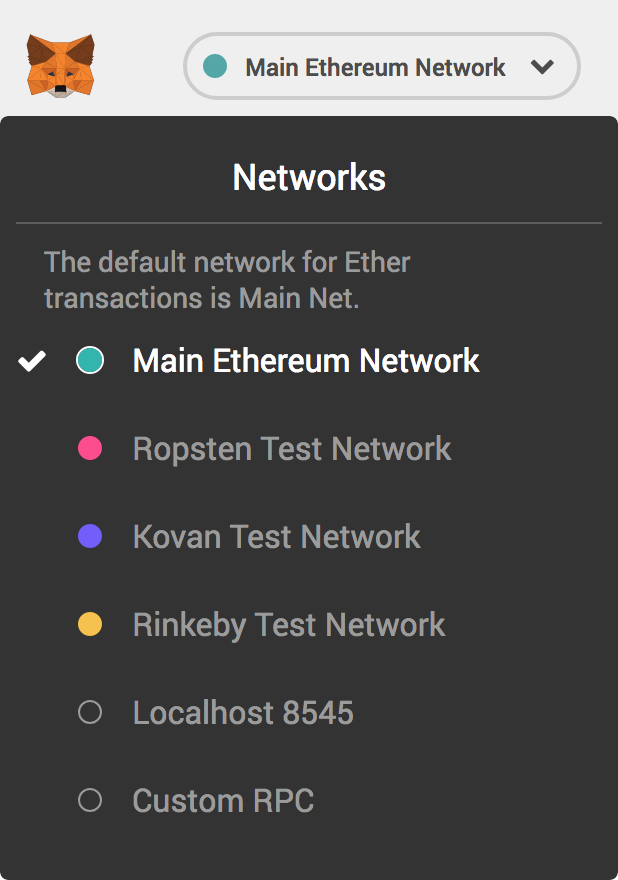 Main Ethereum Network
Networks
The default network for Ether
transactions is Main Net.
Main Ethereum Network
Ropsten Test Network
Kovan Test Network
Rinkeby Test Network
Localhost 8545
Custom RPC